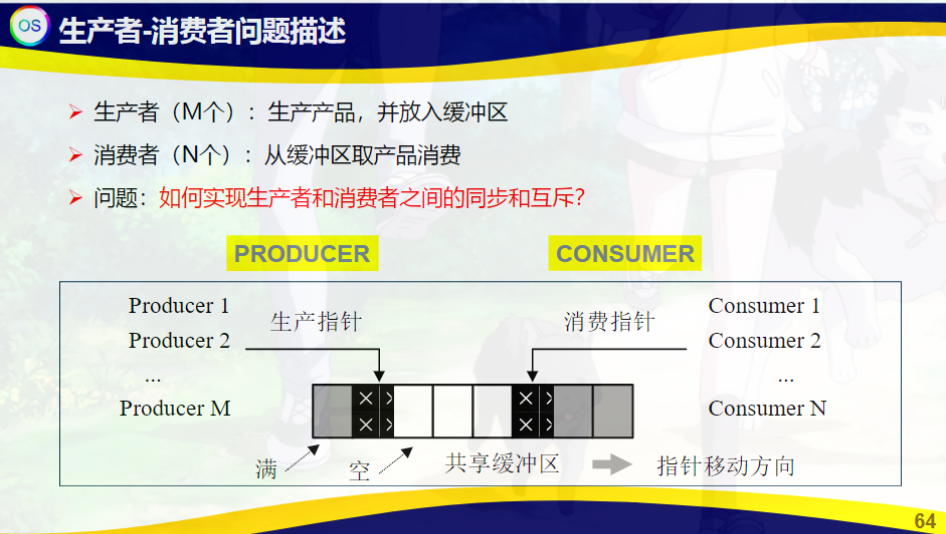 OS
生产者-消费者问题描述
➢ 生产者（M个）：生产产品，并放入缓冲区
➢ 消费者（N个）：从缓冲区取产品消费
➢ 问题：如何实现生产者和消费者之间的同步和互斥？
PRODUCER
CONSUMER
Producer 1
Producer 2
...
Producer M
生产指针
消费指针
Consumer 1
Consumer 2
...
Consumer N
满
空
共享缓冲区
指针移动方向
64